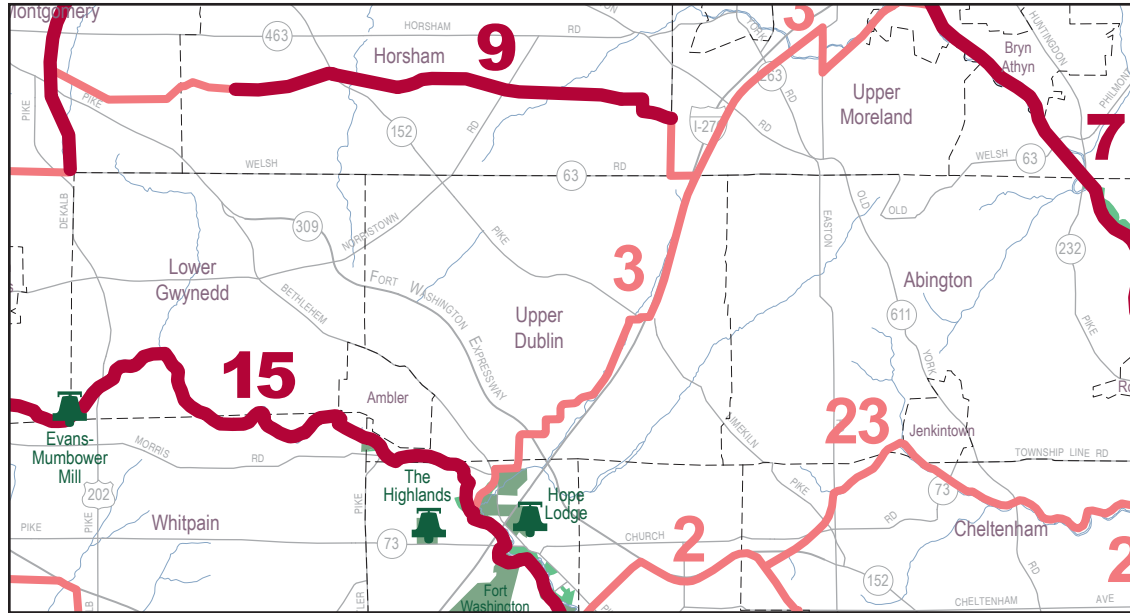 Montgomery
HORSHAM
RD
463
Horsham
9
3
263
RD
RD
HUNTINGDON
PIKE
Bryn
Athyn
PHILMONT
Upper
Moreland
7
PIKE
PIKE
152
RD
I-276
WELSH
63
RD
WELSH
63
RD
DEKALB
309
NORRISTOWN
PIKE
EASTON
OLD
OLD
232
Lower
Gwynedd
BETHLEHEM
FORT WASHINGTON EXPRESSWAY
3
Upper
Dublin
Abington
611
YORK
PIKE
15
Ambler
23
Jenkintown
LIMEKILN
Evans-
Mumbower
Mill
MORRIS
RD
TOWNSHIP LINE RD
202
The
Highlands
Hope
Lodge
PIKE
PIKE
73
Whitpain
RD
Cheltenham
PIKE
PIKE
73
CHURCH
2
RD
2
152
Fort
Washington
CHELTENHAM
AVE